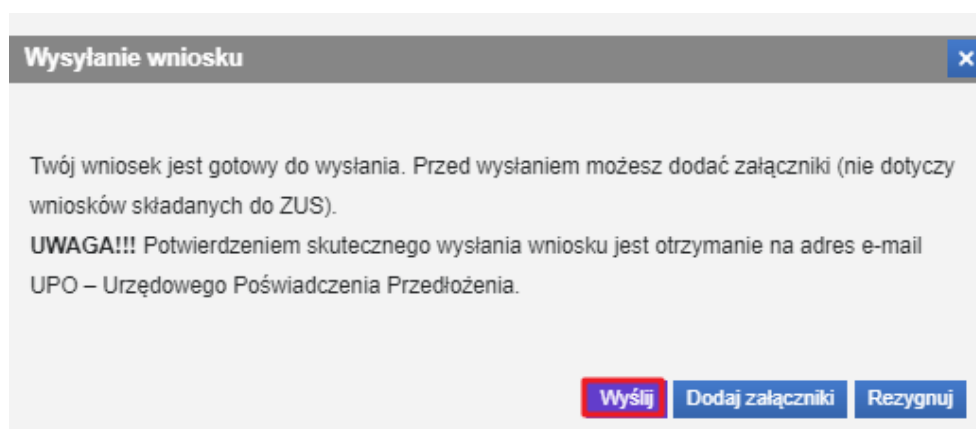 Wysyłanie wniosku
×
Twój wniosek jest gotowy do wysłania. Przed wysłaniem możesz dodać załączniki (nie dotyczy
wniosków składanych do ZUS).
UWAGA!!! Potwierdzeniem skutecznego wysłania wniosku jest otrzymanie na adres e-mail
UPO – Urzędowego Poświadczenia Przedłożenia.
Wyślij Dodaj załączniki Rezygnuj